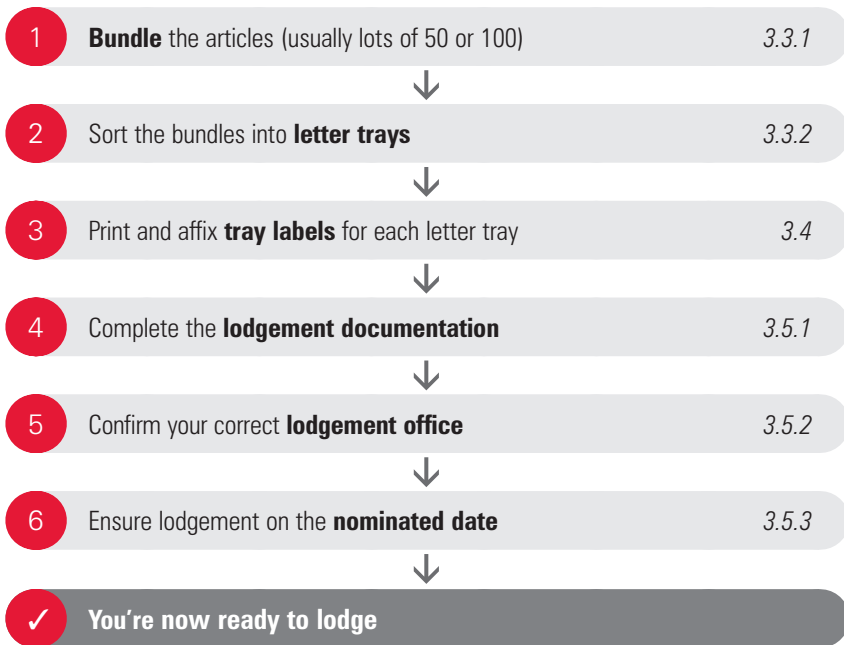 1 Bundle the articles (usually lots of 50 or 100) 3.3.1
2 Sort the bundles into letter trays 3.3.2
3 Print and affix tray labels for each letter tray 3.4
4 Complete the lodgement documentation 3.5.1
5 Confirm your correct lodgement office 3.5.2
6 Ensure lodgement on the nominated date 3.5.3
✓ You're now ready to lodge